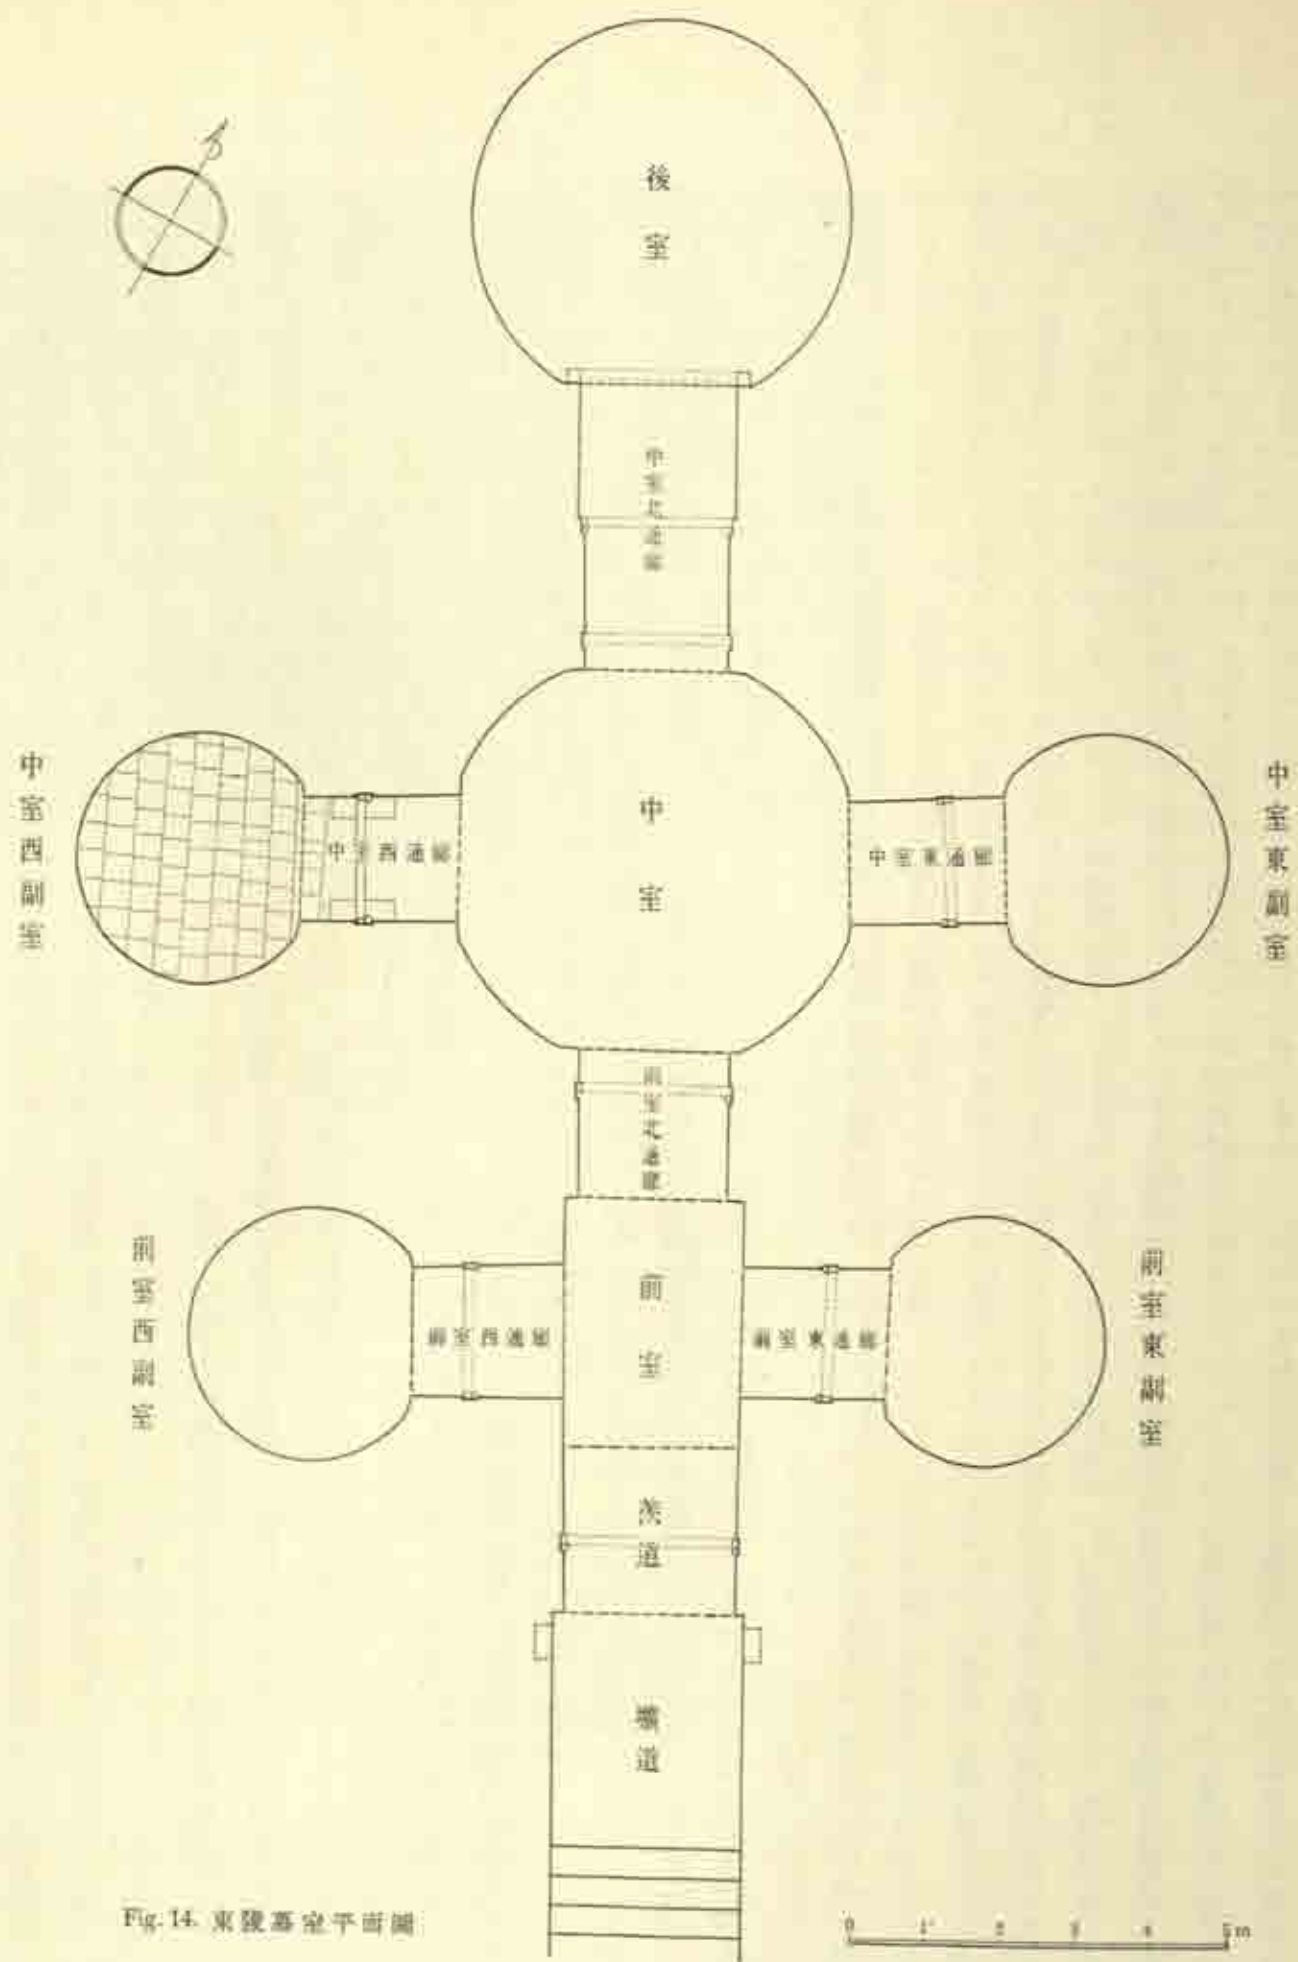 後室
中室北通廊
中室西副室
中室西通廊
中室
中室東通廊
中室東副室
前室北通廊
前室西副室
前室西通廊
前室
前室東通廊
前室東副室
羨道
壙道
Fig. 14. 東陵墓室平面圖
0 1 2 3 4 5m